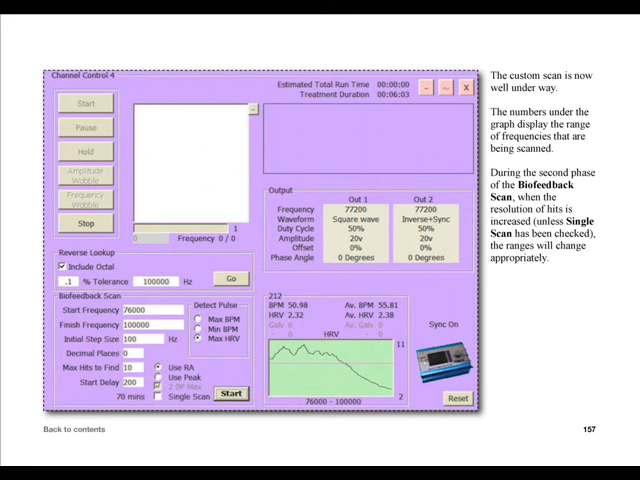 Channel Control 4
Estimated Total Run Time 00:00:00
Treatment Duration 00:06:03
- ~ X
Start
Pause
Hold
Amplitude
Wobble
Frequency
Wobble
Stop
-
1
0 Frequency 0 / 0
Reverse Lookup
Include Octal
.1 % Tolerance 100000 Hz Go
Biofeedback Scan
Start Frequency 76000
Finish Frequency 100000
Initial Step Size 100 Hz
Decimal Places 0
Max Hits to Find 10
Start Delay 200
70 mins
Detect Pulse
Max BPM
Min BPM
Max HRV
Use RA
Use Peak
2 DP Max
Single Scan
Start
Output
Out 1 Out 2
Frequency 77200 77200
Waveform Square wave Inverse+Sync
Duty Cycle 50% 50%
Amplitude 20v 20v
Offset 0% 0%
Phase Angle 0 Degrees 0 Degrees
212
BPM 50.98 Av. BPM 55.81
HRV 2.32 Av. HRV 2.38
Galv 0 Av. Galv 0
- 0 - 0
HRV
11
2
76000 - 100000
Sync On
Reset
The custom scan is now
well under way.
The numbers under the
graph display the range
of frequencies that are
being scanned.
During the second phase
of the Biofeedback
Scan, when the
resolution of hits is
increased (unless Single
Scan has been checked),
the ranges will change
appropriately.
Back to contents
157